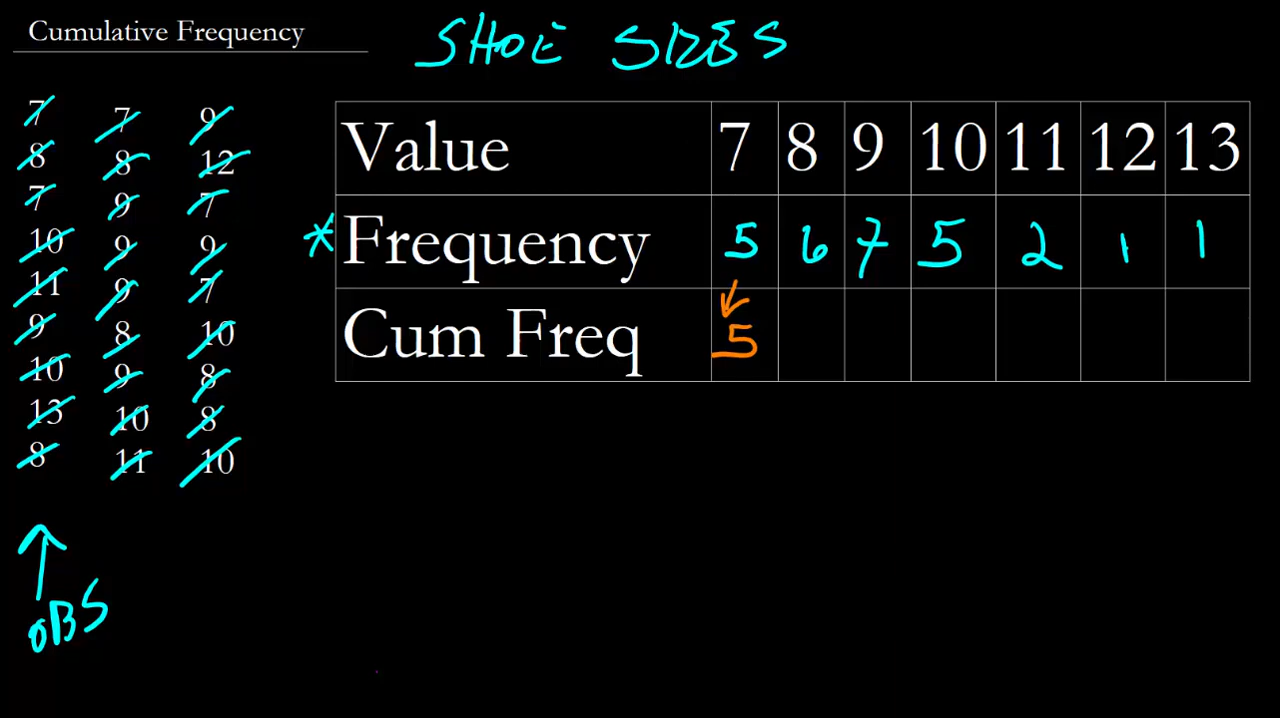 Cumulative Frequency
SHOE SIZES
7 7 9
8 8 12
7 9 7
10 9 9
11 9 7
9 8 10
10 9 8
13 10 8
8 11 10
OBS
Value 7 8 9 10 11 12 13
*Frequency 5 6 7 5 2 1 1
Cum Freq 5